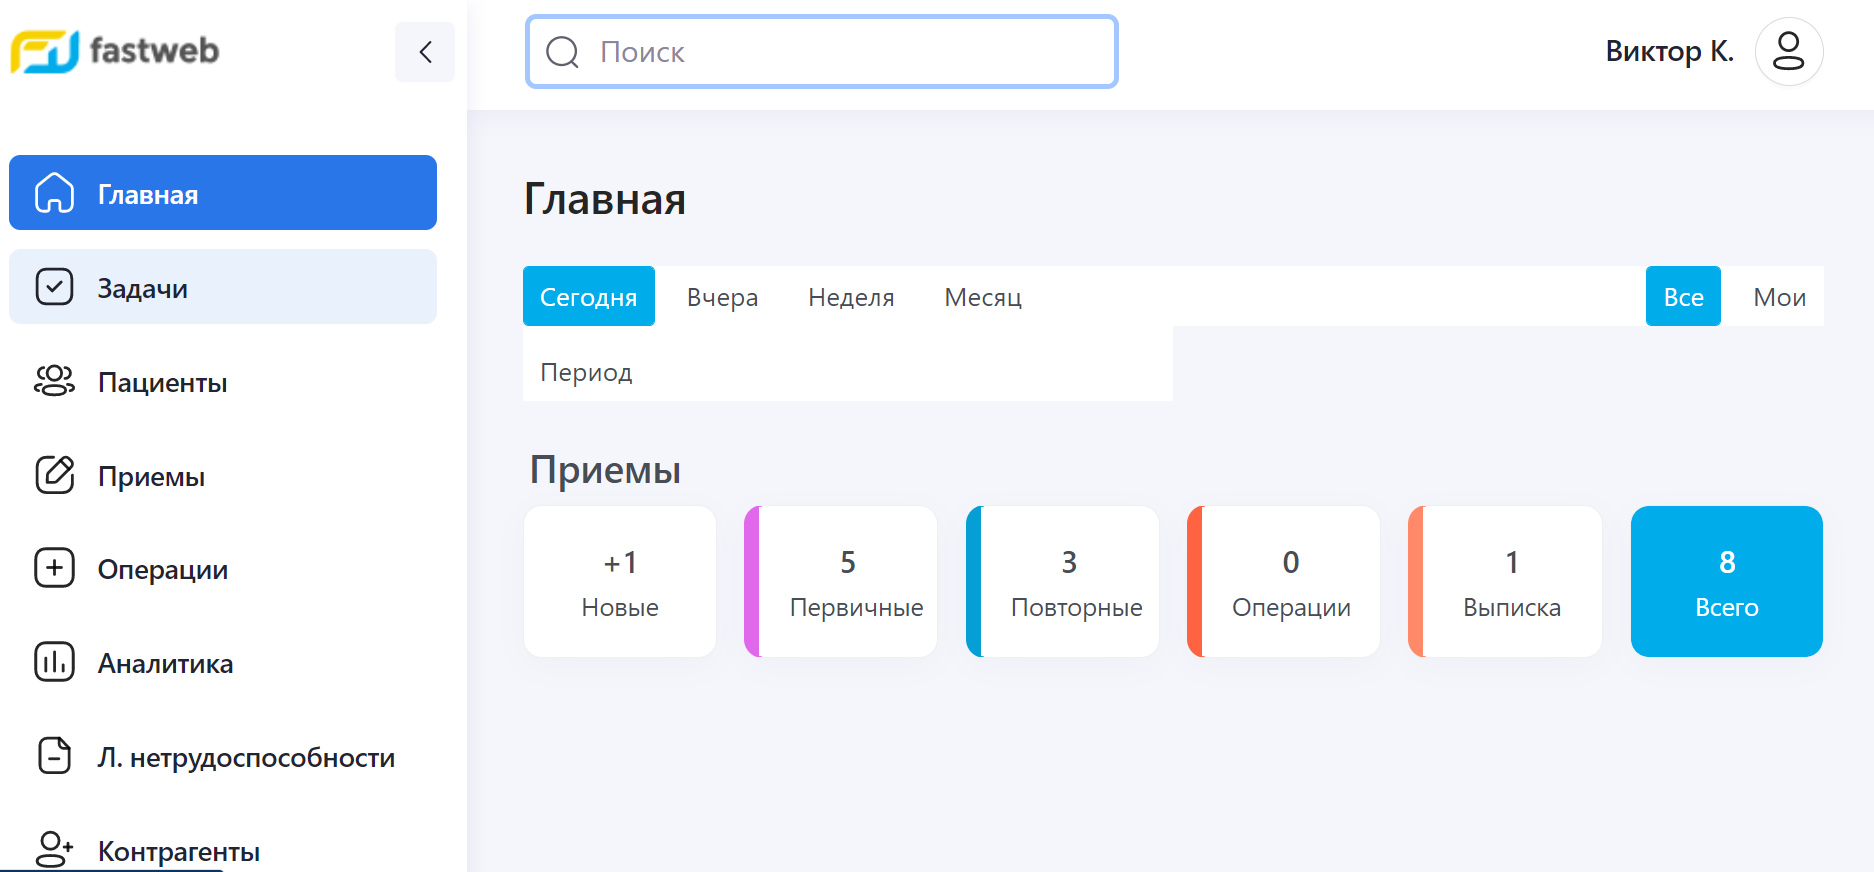 fastweb
Поиск
Виктор К.
Главная
Задачи
Пациенты
Приемы
Операции
Аналитика
Л. нетрудоспособности
Контрагенты
Главная
Сегодня Вчера Неделя Месяц
Период
Все Мои
Приемы
+1
Новые
5
Первичные
3
Повторные
0
Операции
1
Выписка
8
Всего